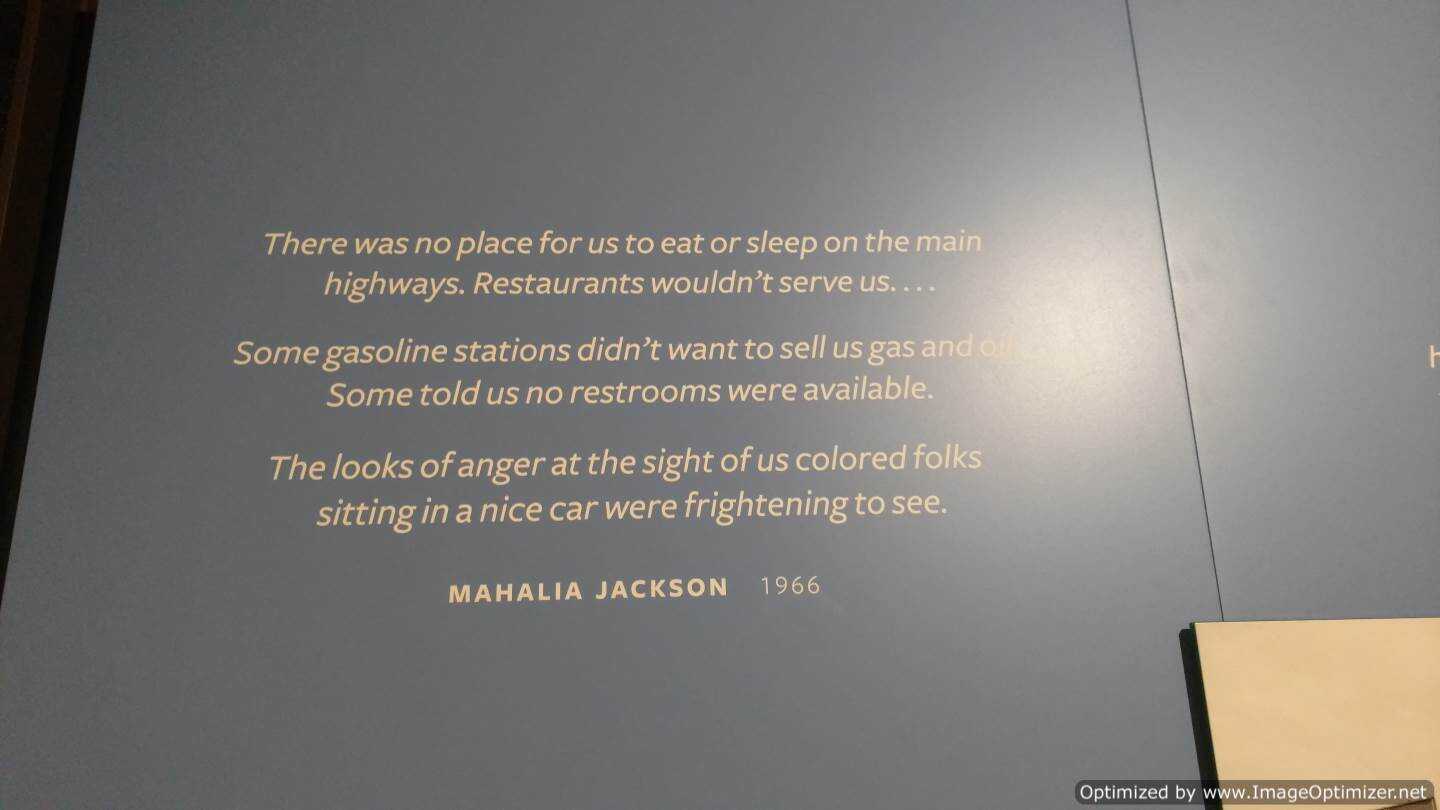 There was no place for us to eat or sleep on the main
highways. Restaurants wouldn't serve us. . . .
Some gasoline stations didn't want to sell us gas and oil.
Some told us no restrooms were available.
The looks of anger at the sight of us colored folks
sitting in a nice car were frightening to see.
MAHALIA JACKSON 1966
Optimized by www.ImageOptimizer.net